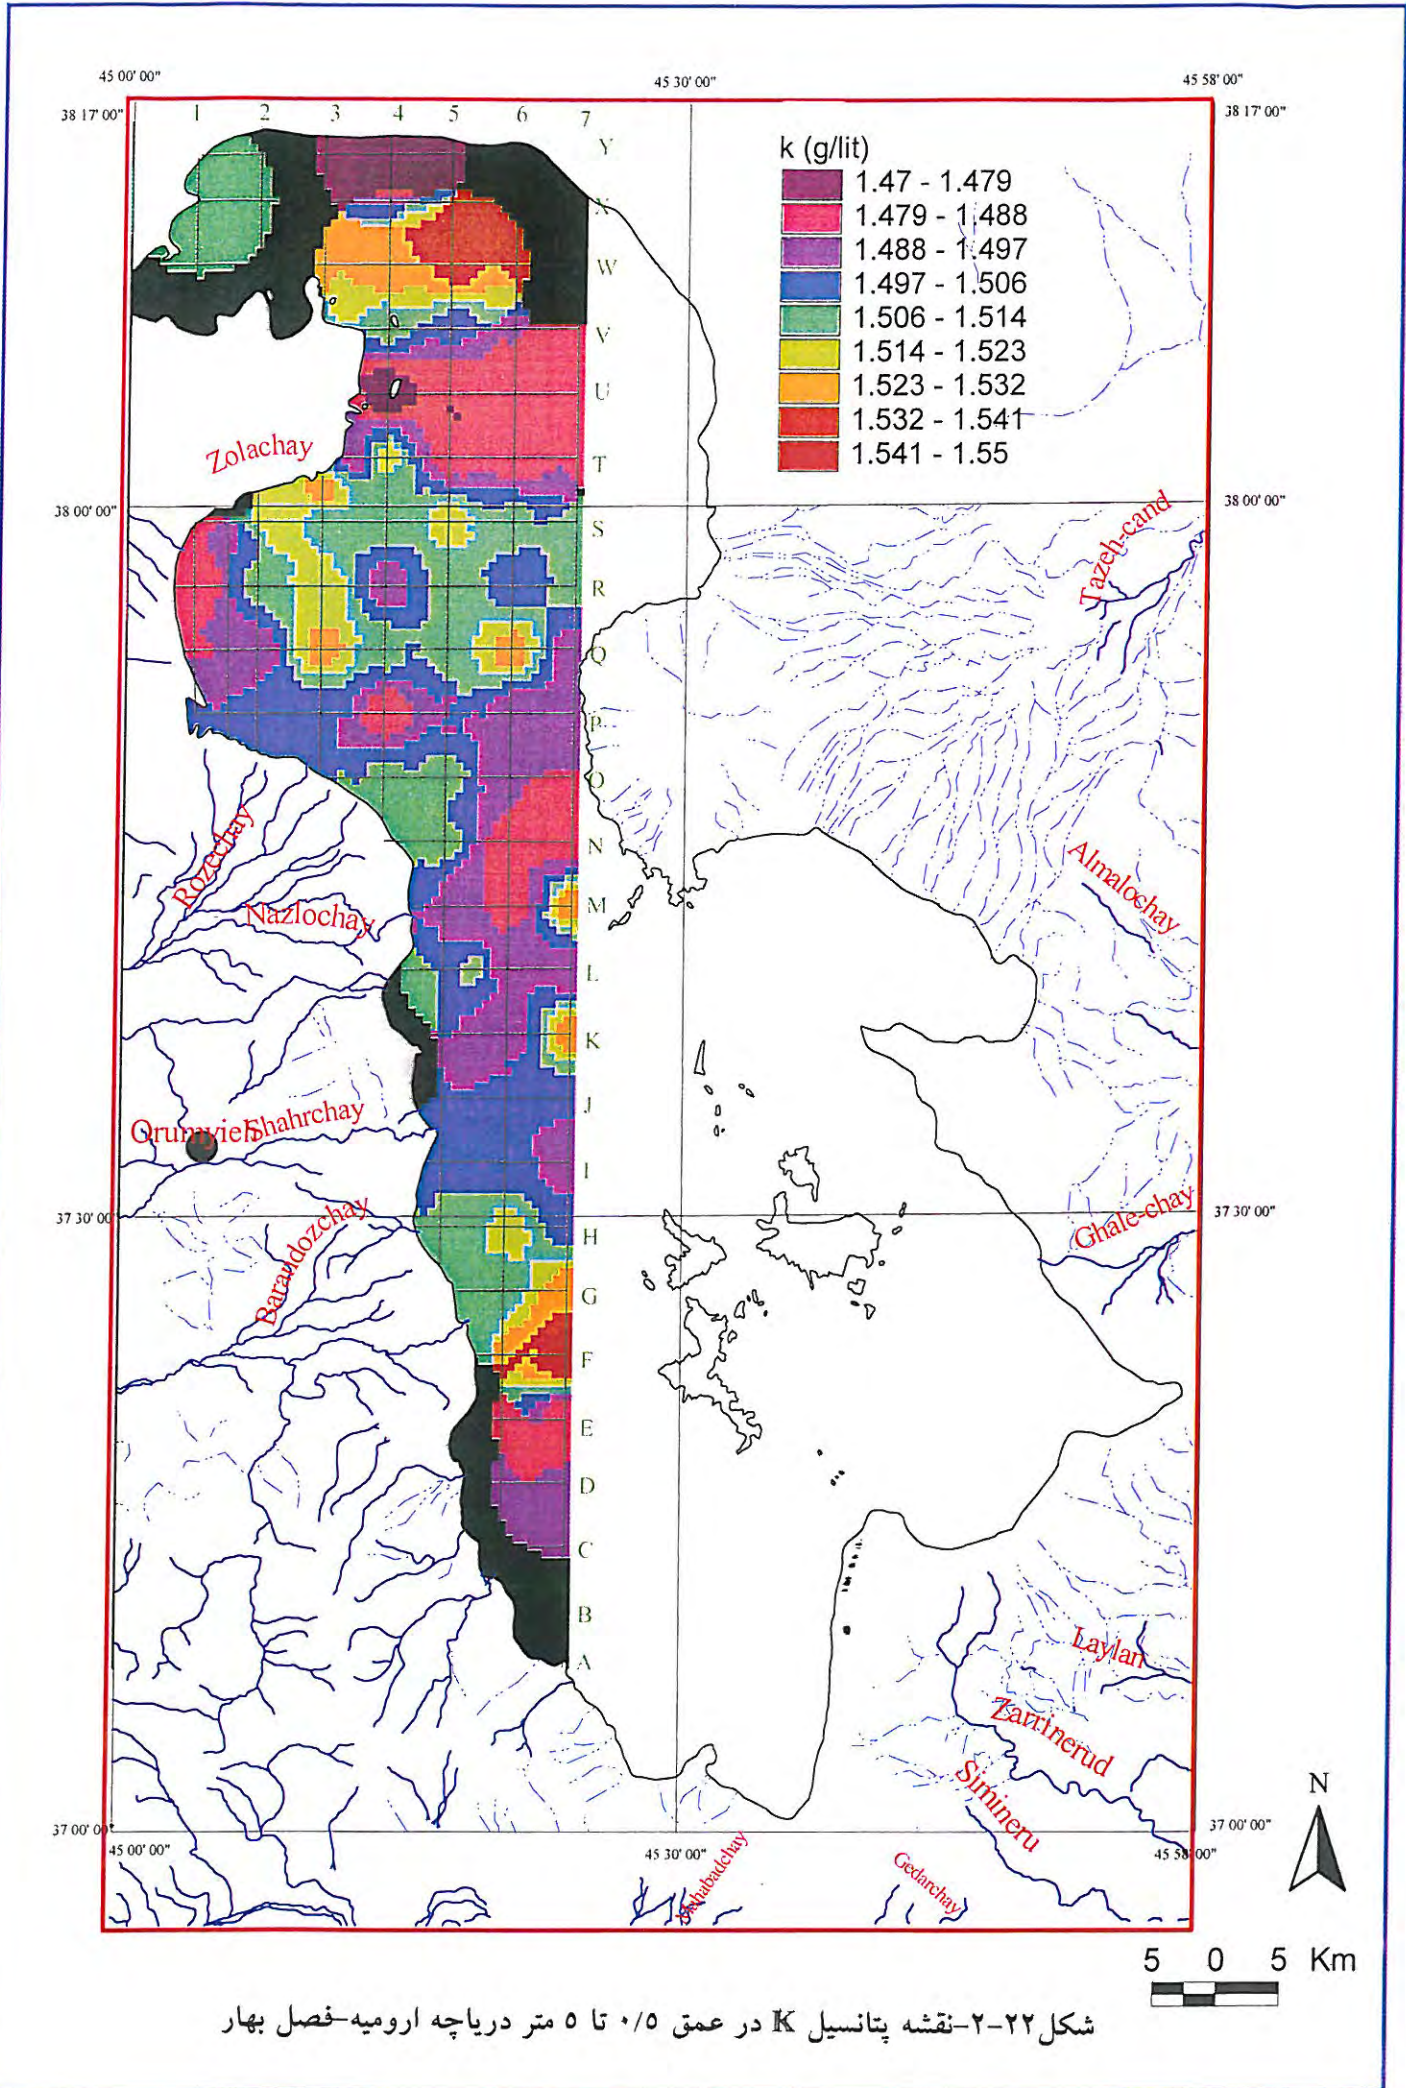 45 00' 00"
45 30' 00"
45 58' 00"
38 17' 00"
1 2 3 4 5 6 7
38 17' 00"
Y
X
W
V
U
T
S
R
Q
P
O
N
M
L
K
J
I
H
G
F
E
D
C
B
A
k (g/lit)
1.47 - 1.479
1.479 - 1.488
1.488 - 1.497
1.497 - 1.506
1.506 - 1.514
1.514 - 1.523
1.523 - 1.532
1.532 - 1.541
1.541 - 1.55
Zolachay
38 00' 00"
38 00' 00"
Tazeh-cand
Rozechay
Nazlochay
Almalochay
Orumyieh
Shahrchay
37 30' 00"
37 30' 00"
Barandozchay
Ghale-chay
Laylan
Zarrinerud
Simineru
37 00' 00"
37 00' 00"
45 00' 00"
45 30' 00"
45 58' 00"
Mahabadchay
Gedarchay
N
5 0 5 Km
شکل۲۲-۲-نقشه پتانسیل K در عمق ۰/۵ تا ۵ متر دریاچه ارومیه-فصل بهار